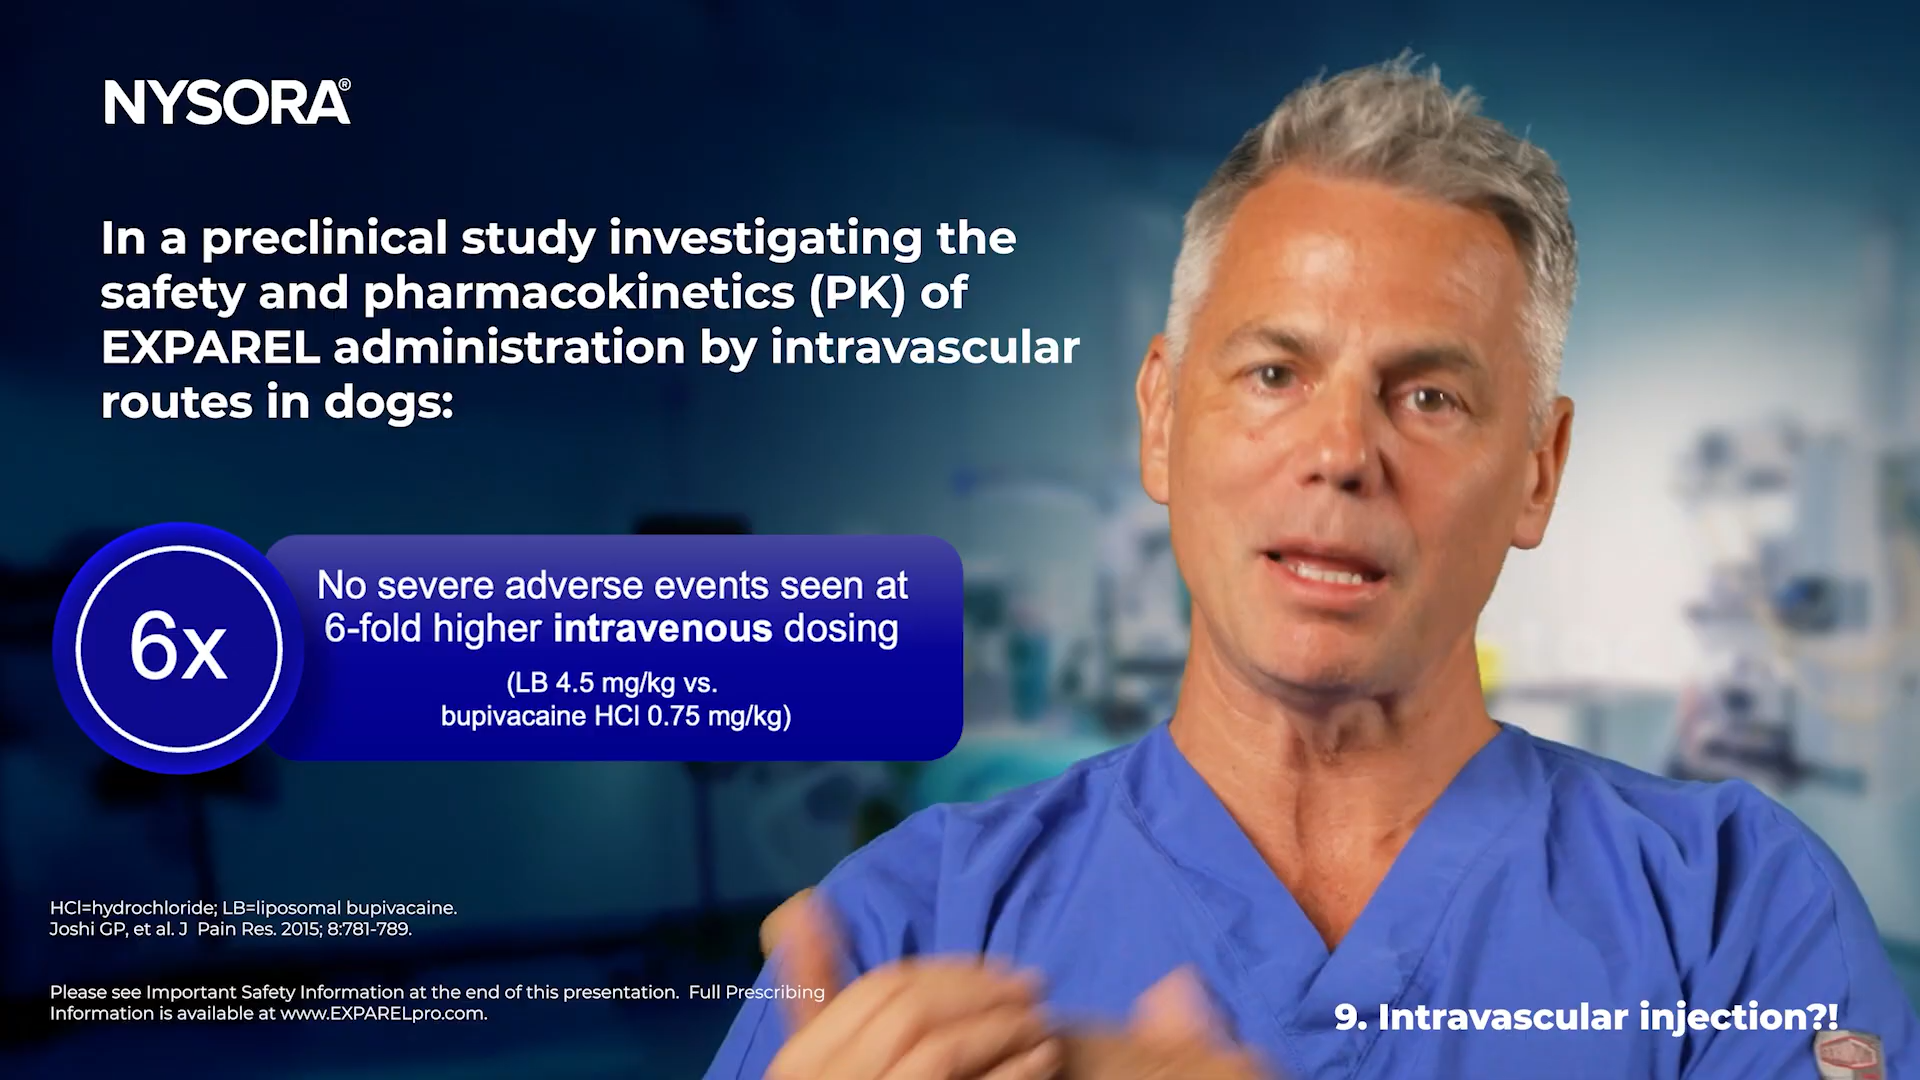 NYSORA®
In a preclinical study investigating the
safety and pharmacokinetics (PK) of
EXPAREL administration by intravascular
routes in dogs:
6x
No severe adverse events seen at
6-fold higher intravenous dosing
(LB 4.5 mg/kg vs.
bupivacaine HCl 0.75 mg/kg)
HCl=hydrochloride; LB=liposomal bupivacaine.
Joshi GP, et al. J Pain Res. 2015; 8:781-789.
Please see Important Safety Information at the end of this presentation. Full Prescribing
Information is available at www.EXPARELpro.com.
9. Intravascular injection?!